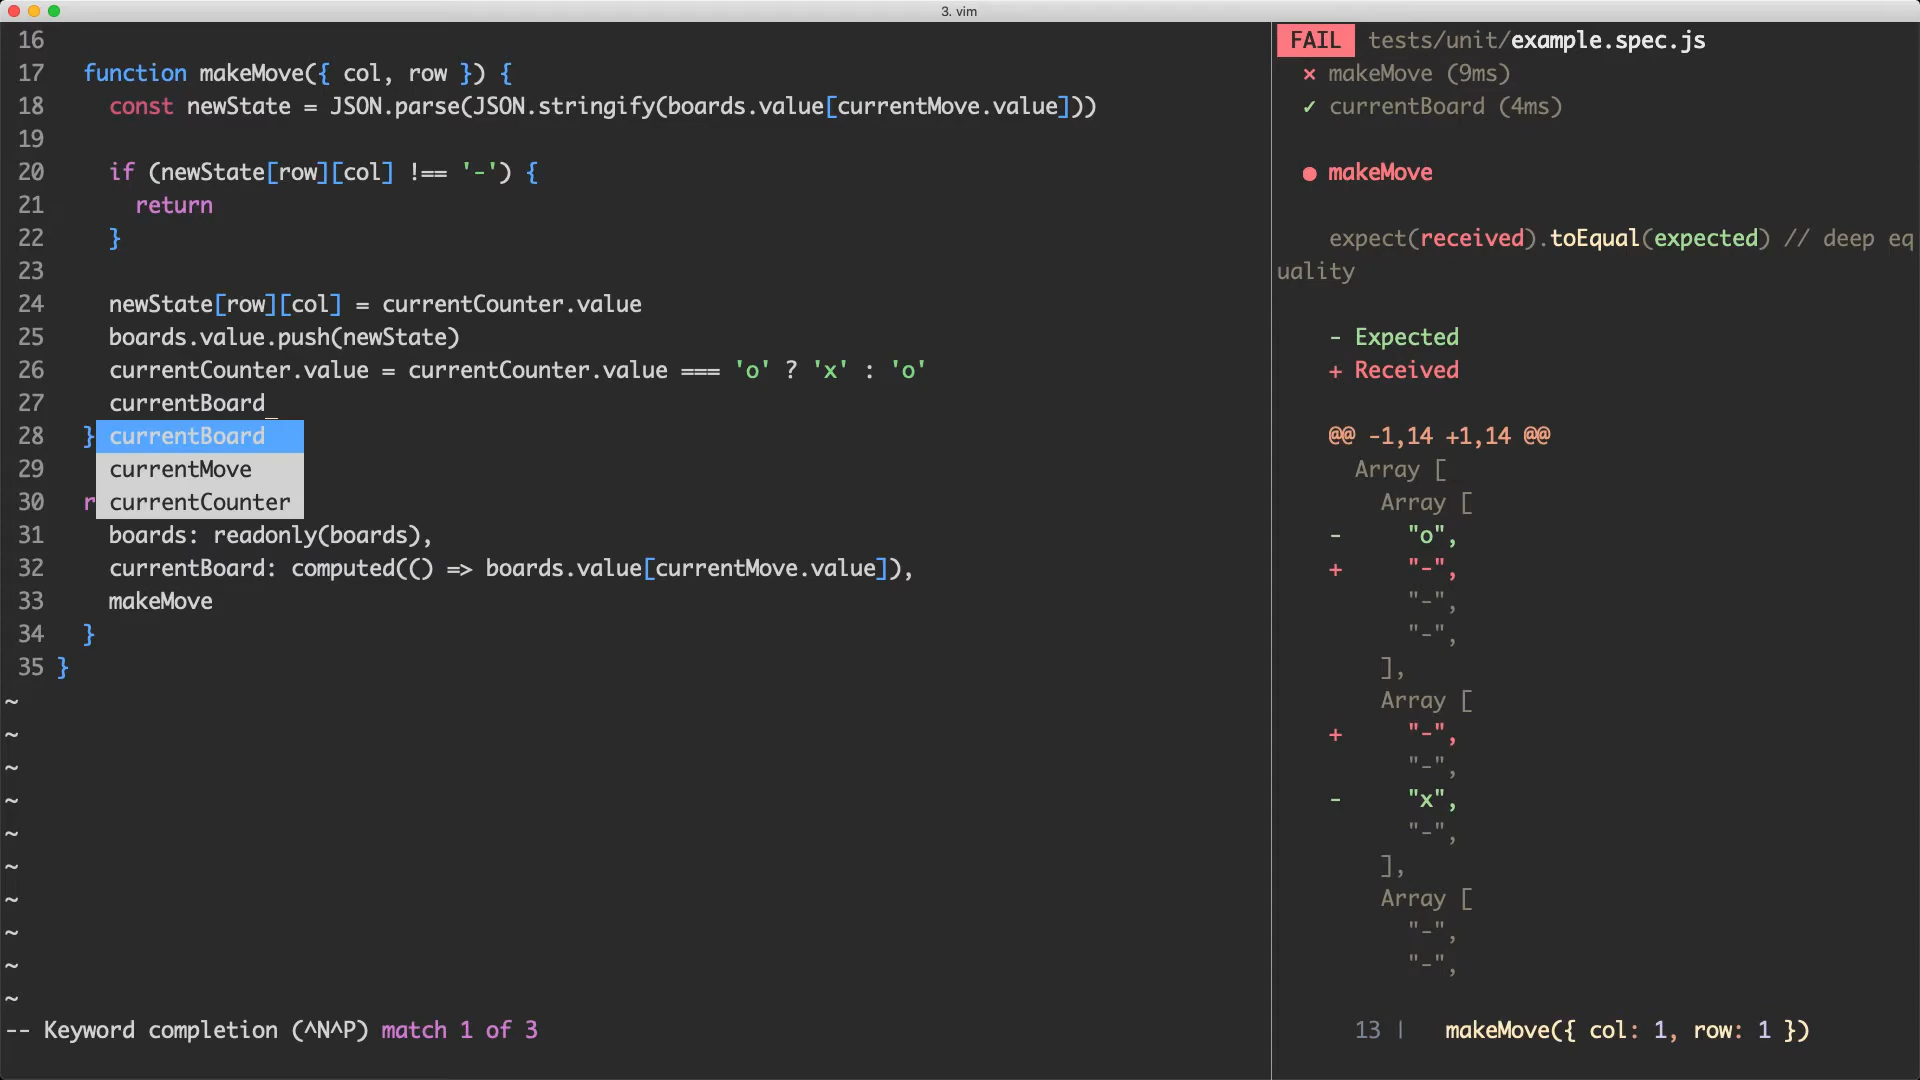 3. vim
16
17 function makeMove({ col, row }) {
18 const newState = JSON.parse(JSON.stringify(boards.value[currentMove.value]))
19
20 if (newState[row][col] !== '-') {
21 return
22 }
23
24 newState[row][col] = currentCounter.value
25 boards.value.push(newState)
26 currentCounter.value = currentCounter.value === 'o' ? 'x' : 'o'
27 currentBoard_
28 } currentBoard
29 currentMove
30 r currentCounter
31 boards: readonly(boards),
32 currentBoard: computed(() => boards.value[currentMove.value]),
33 makeMove
34 }
35 }
~
~
~
~
~
~
~
~
~
~
-- Keyword completion (^N^P) match 1 of 3
FAIL tests/unit/example.spec.js
✕ makeMove (9ms)
✓ currentBoard (4ms)
● makeMove
expect(received).toEqual(expected) // deep eq
uality
- Expected
+ Received
@@ -1,14 +1,14 @@
Array [
Array [
- "o",
+ "-",
"-",
"-",
],
Array [
+ "-",
"-",
- "x",
"-",
],
Array [
"-",
"-",
13 | makeMove({ col: 1, row: 1 })